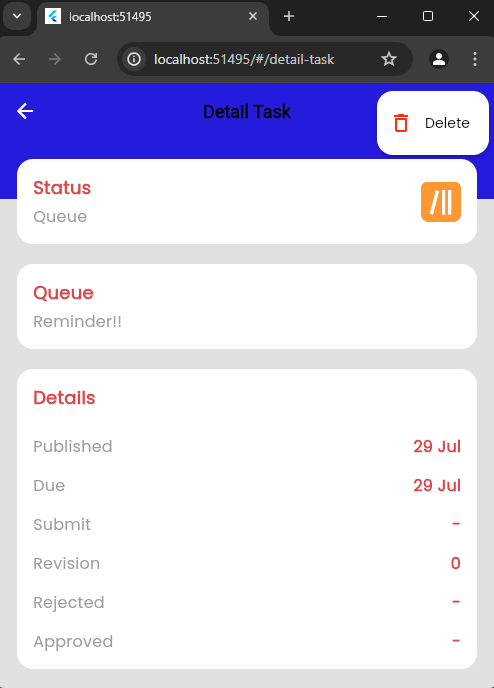 localhost:51495
localhost:51495/#/detail-task
Detail Task
Delete
Status
Queue
Queue
Reminder!!
Details
Published 29 Jul
Due 29 Jul
Submit -
Revision 0
Rejected -
Approved -